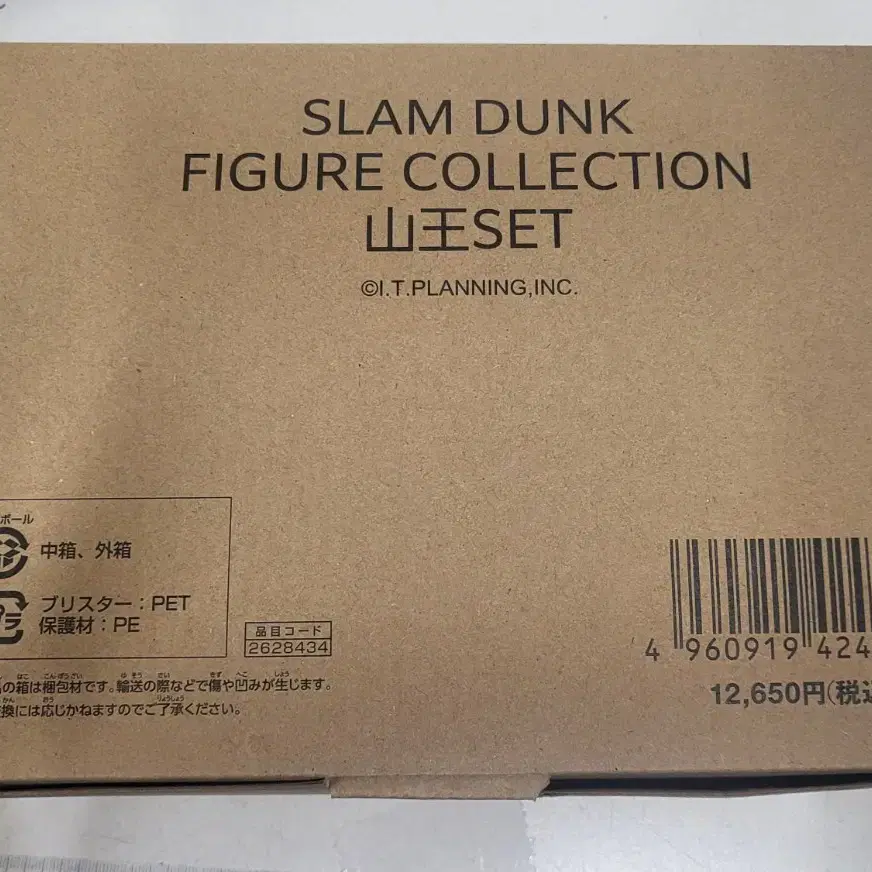 SLAM DUNK
FIGURE COLLECTION
山王SET
©I.T.PLANNING,INC.
ボール
中箱、外箱
プラ
ブリスター：PET
保護材：PE
品目コード
2628434
の箱は梱包材です。輸送の際などで傷や凹みが生じます。
換には応じかねますのでご了承ください。
4 960919 424
12,650円(税込